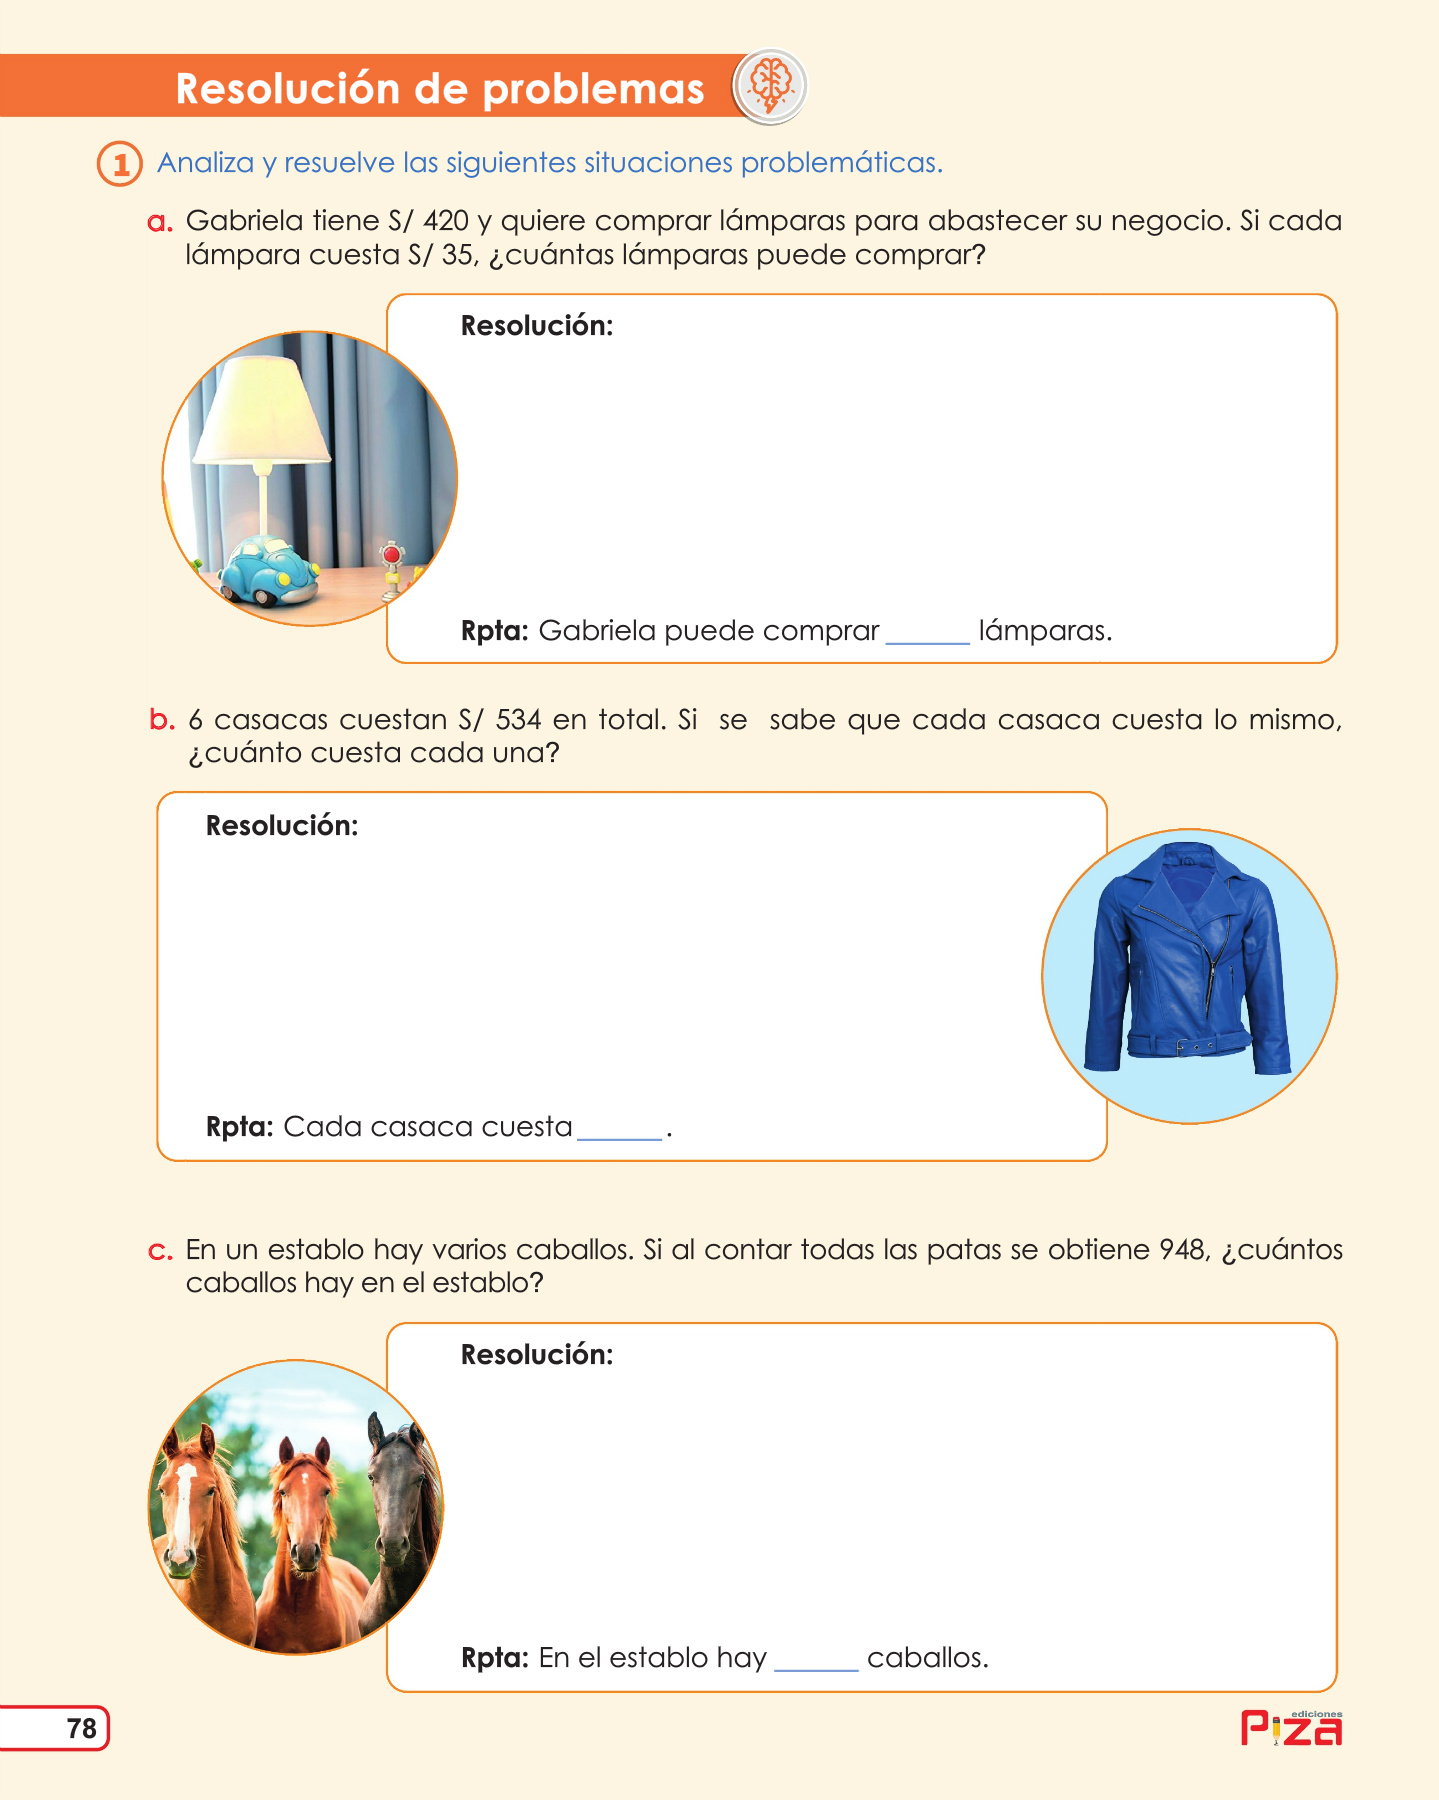 Resolución de problemas
1 Analiza y resuelve las siguientes situaciones problemáticas.
a. Gabriela tiene S/ 420 y quiere comprar lámparas para abastecer su negocio. Si cada
lámpara cuesta S/ 35, ¿cuántas lámparas puede comprar?
Resolución:
Rpta: Gabriela puede comprar ______ lámparas.
b. 6 casacas cuestan S/ 534 en total. Si se sabe que cada casaca cuesta lo mismo,
¿cuánto cuesta cada una?
Resolución:
Rpta: Cada casaca cuesta ______.
c. En un establo hay varios caballos. Si al contar todas las patas se obtiene 948, ¿cuántos
caballos hay en el establo?
Resolución:
Rpta: En el establo hay ______ caballos.
78
ediciones
Piza